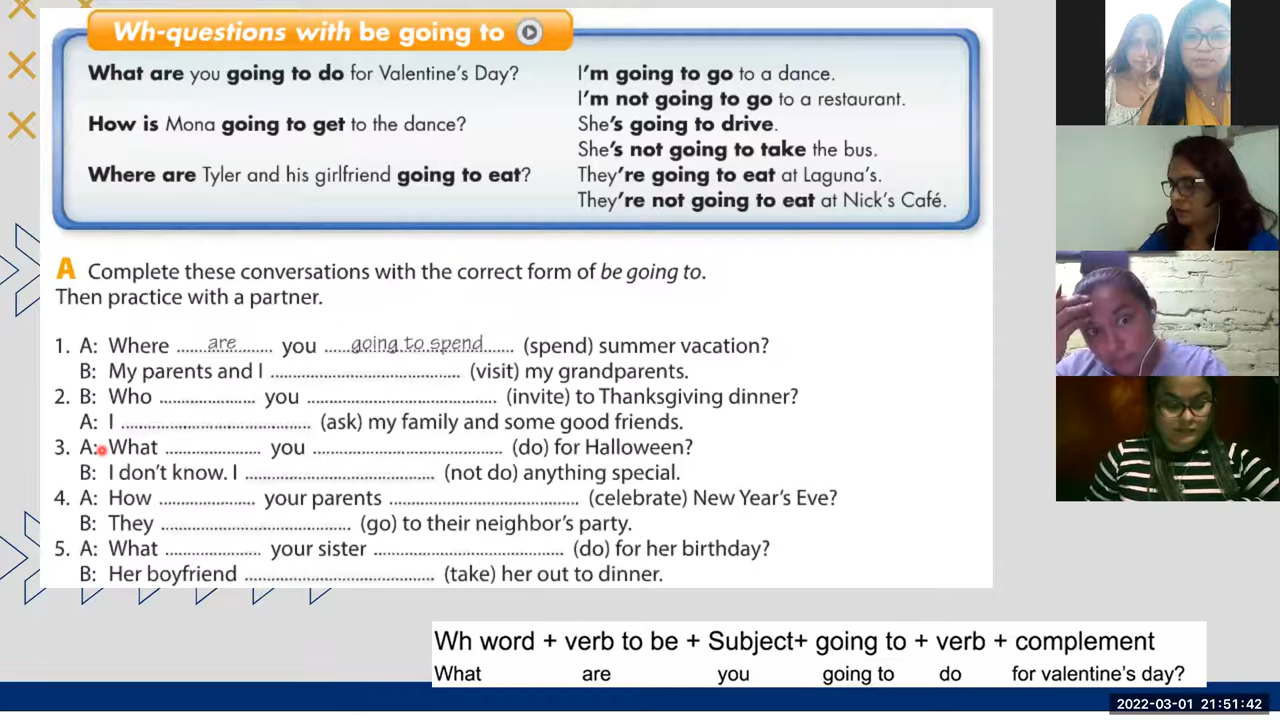 Wh-questions with be going to
What are you going to do for Valentine's Day?
I'm going to go to a dance.
I'm not going to go to a restaurant.
How is Mona going to get to the dance?
She's going to drive.
She's not going to take the bus.
Where are Tyler and his girlfriend going to eat?
They're going to eat at Laguna's.
They're not going to eat at Nick's Café.
A Complete these conversations with the correct form of be going to.
Then practice with a partner.
1. A: Where ....are.... you ....going to spend.... (spend) summer vacation?
B: My parents and I .................... (visit) my grandparents.
2. B: Who .................... you .................... (invite) to Thanksgiving dinner?
A: I .................... (ask) my family and some good friends.
3. A: What .................... you .................... (do) for Halloween?
B: I don't know. I .................... (not do) anything special.
4. A: How .................... your parents .................... (celebrate) New Year's Eve?
B: They .................... (go) to their neighbor's party.
5. A: What .................... your sister .................... (do) for her birthday?
B: Her boyfriend .................... (take) her out to dinner.
Wh word + verb to be + Subject+ going to + verb + complement
What are you going to do for valentine's day?
2022-03-01 21:51:42